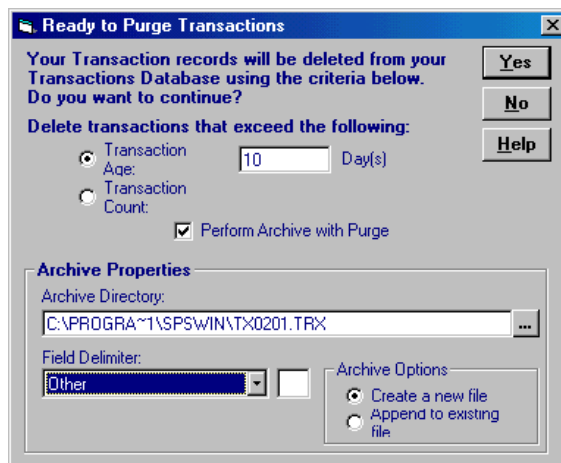 Ready to Purge Transactions
Your Transaction records will be deleted from your
Transactions Database using the criteria below.
Do you want to continue?
Yes
No
Help
Delete transactions that exceed the following:
Transaction
Age:
10
Day(s)
Transaction
Count:
Perform Archive with Purge
Archive Properties
Archive Directory:
C:\PROGRA~1\SPSWIN\TX0201.TRX
...
Field Delimiter:
Other
Archive Options
Create a new file
Append to existing
file